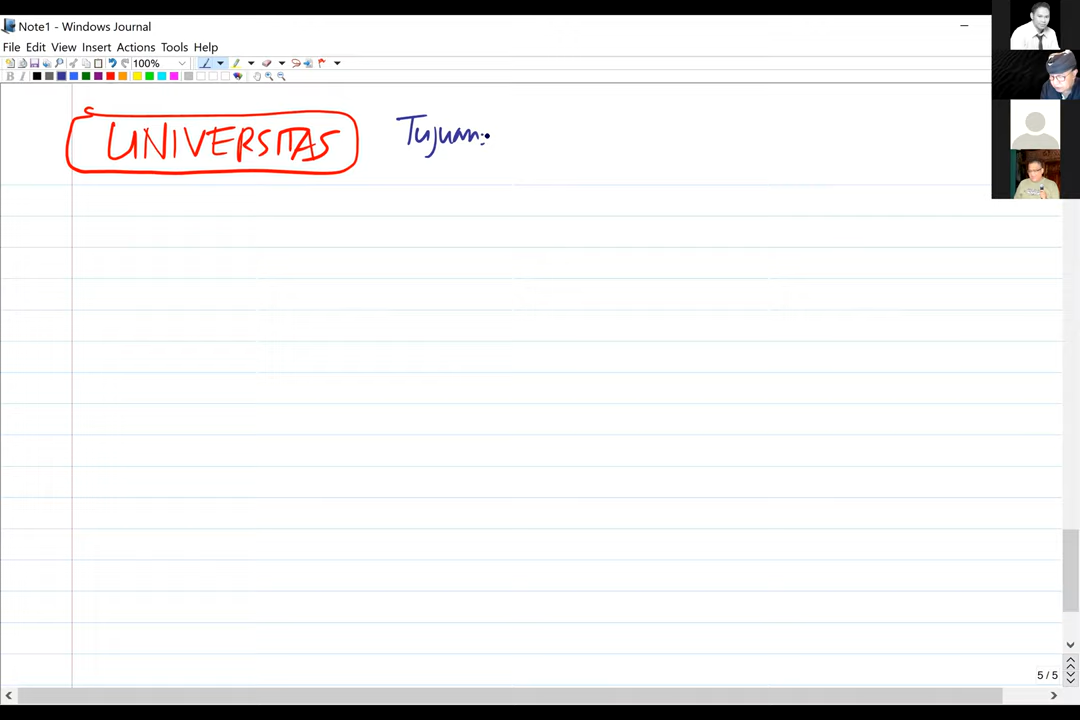 Note1 - Windows Journal
File Edit View Insert Actions Tools Help
100%
B I
UNIVERSITAS Tujuan:
5 / 5